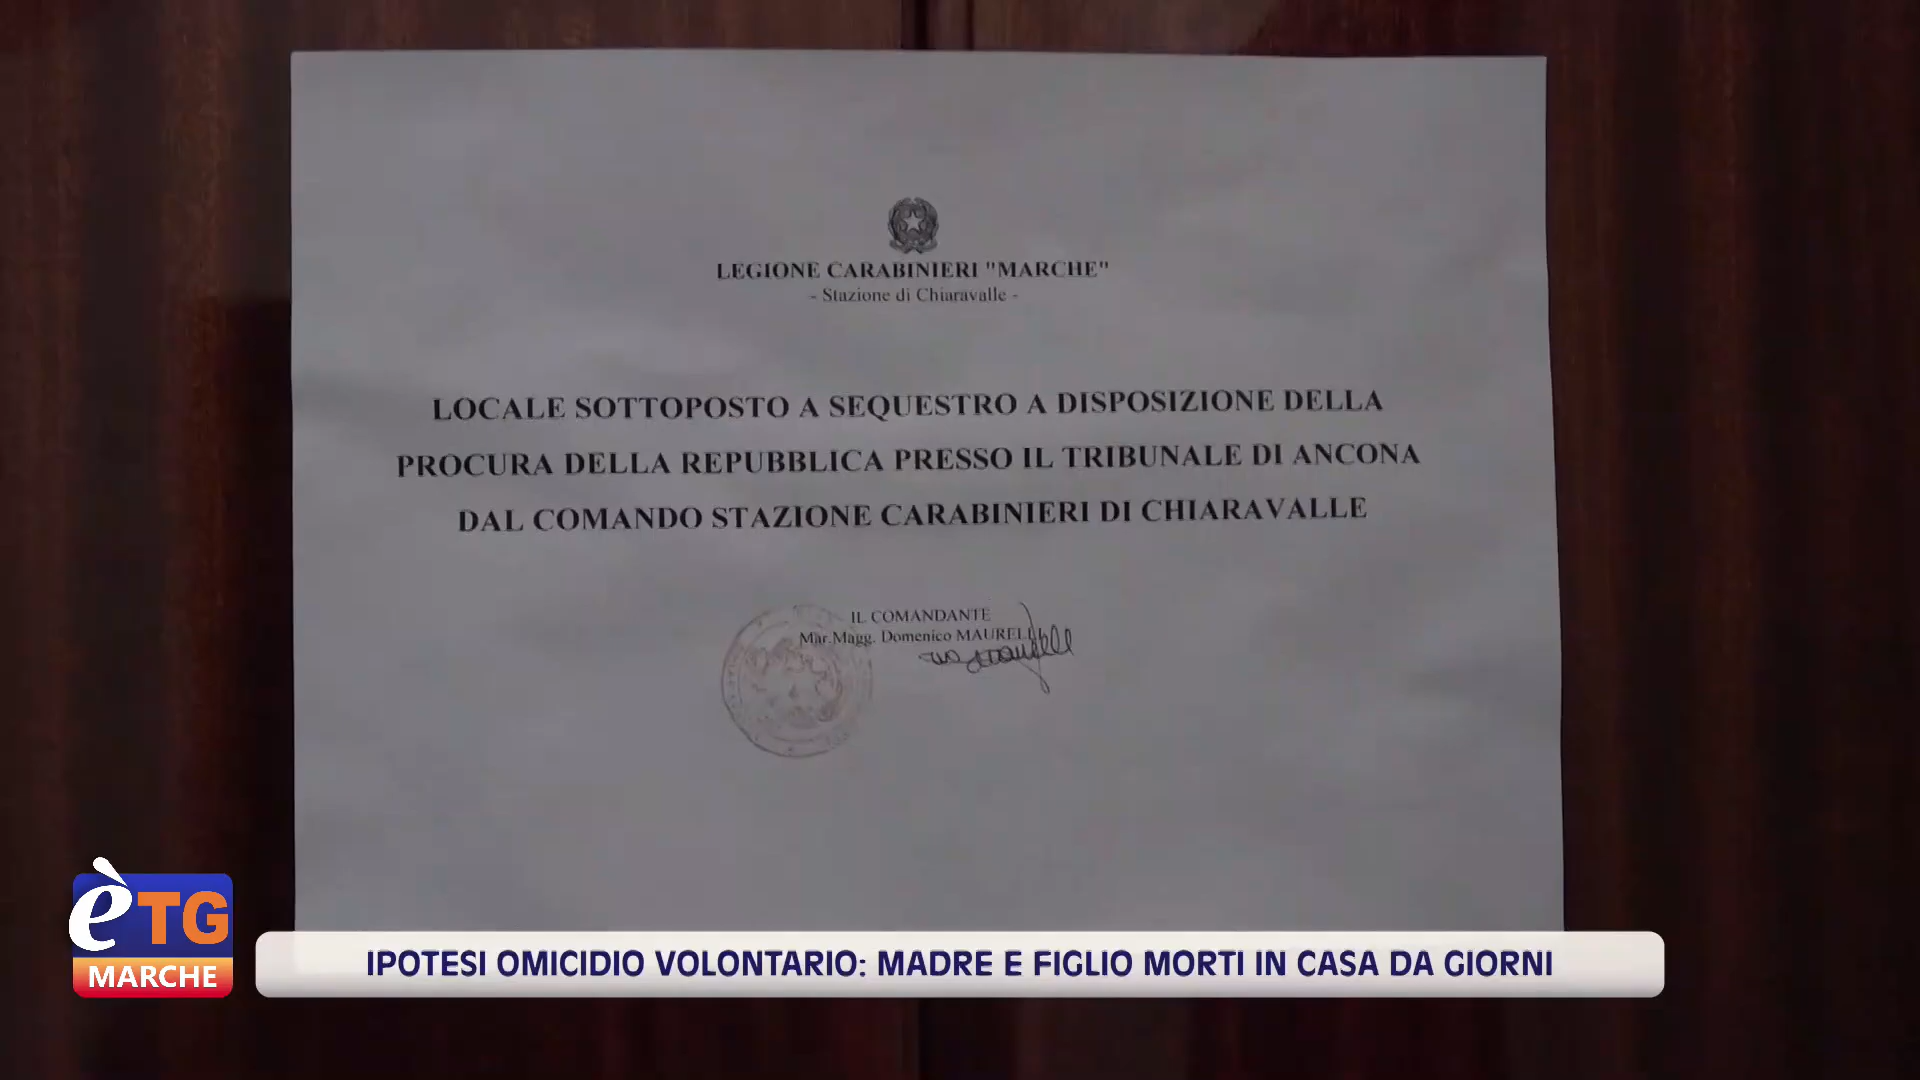 LEGIONE CARABINIERI "MARCHE"
- Stazione di Chiaravalle -
LOCALE SOTTOPOSTO A SEQUESTRO A DISPOSIZIONE DELLA
PROCURA DELLA REPUBBLICA PRESSO IL TRIBUNALE DI ANCONA
DAL COMANDO STAZIONE CARABINIERI DI CHIARAVALLE
IL COMANDANTE
Mar.Magg. Domenico MAURELLI
èTG
MARCHE
IPOTESI OMICIDIO VOLONTARIO: MADRE E FIGLIO MORTI IN CASA DA GIORNI